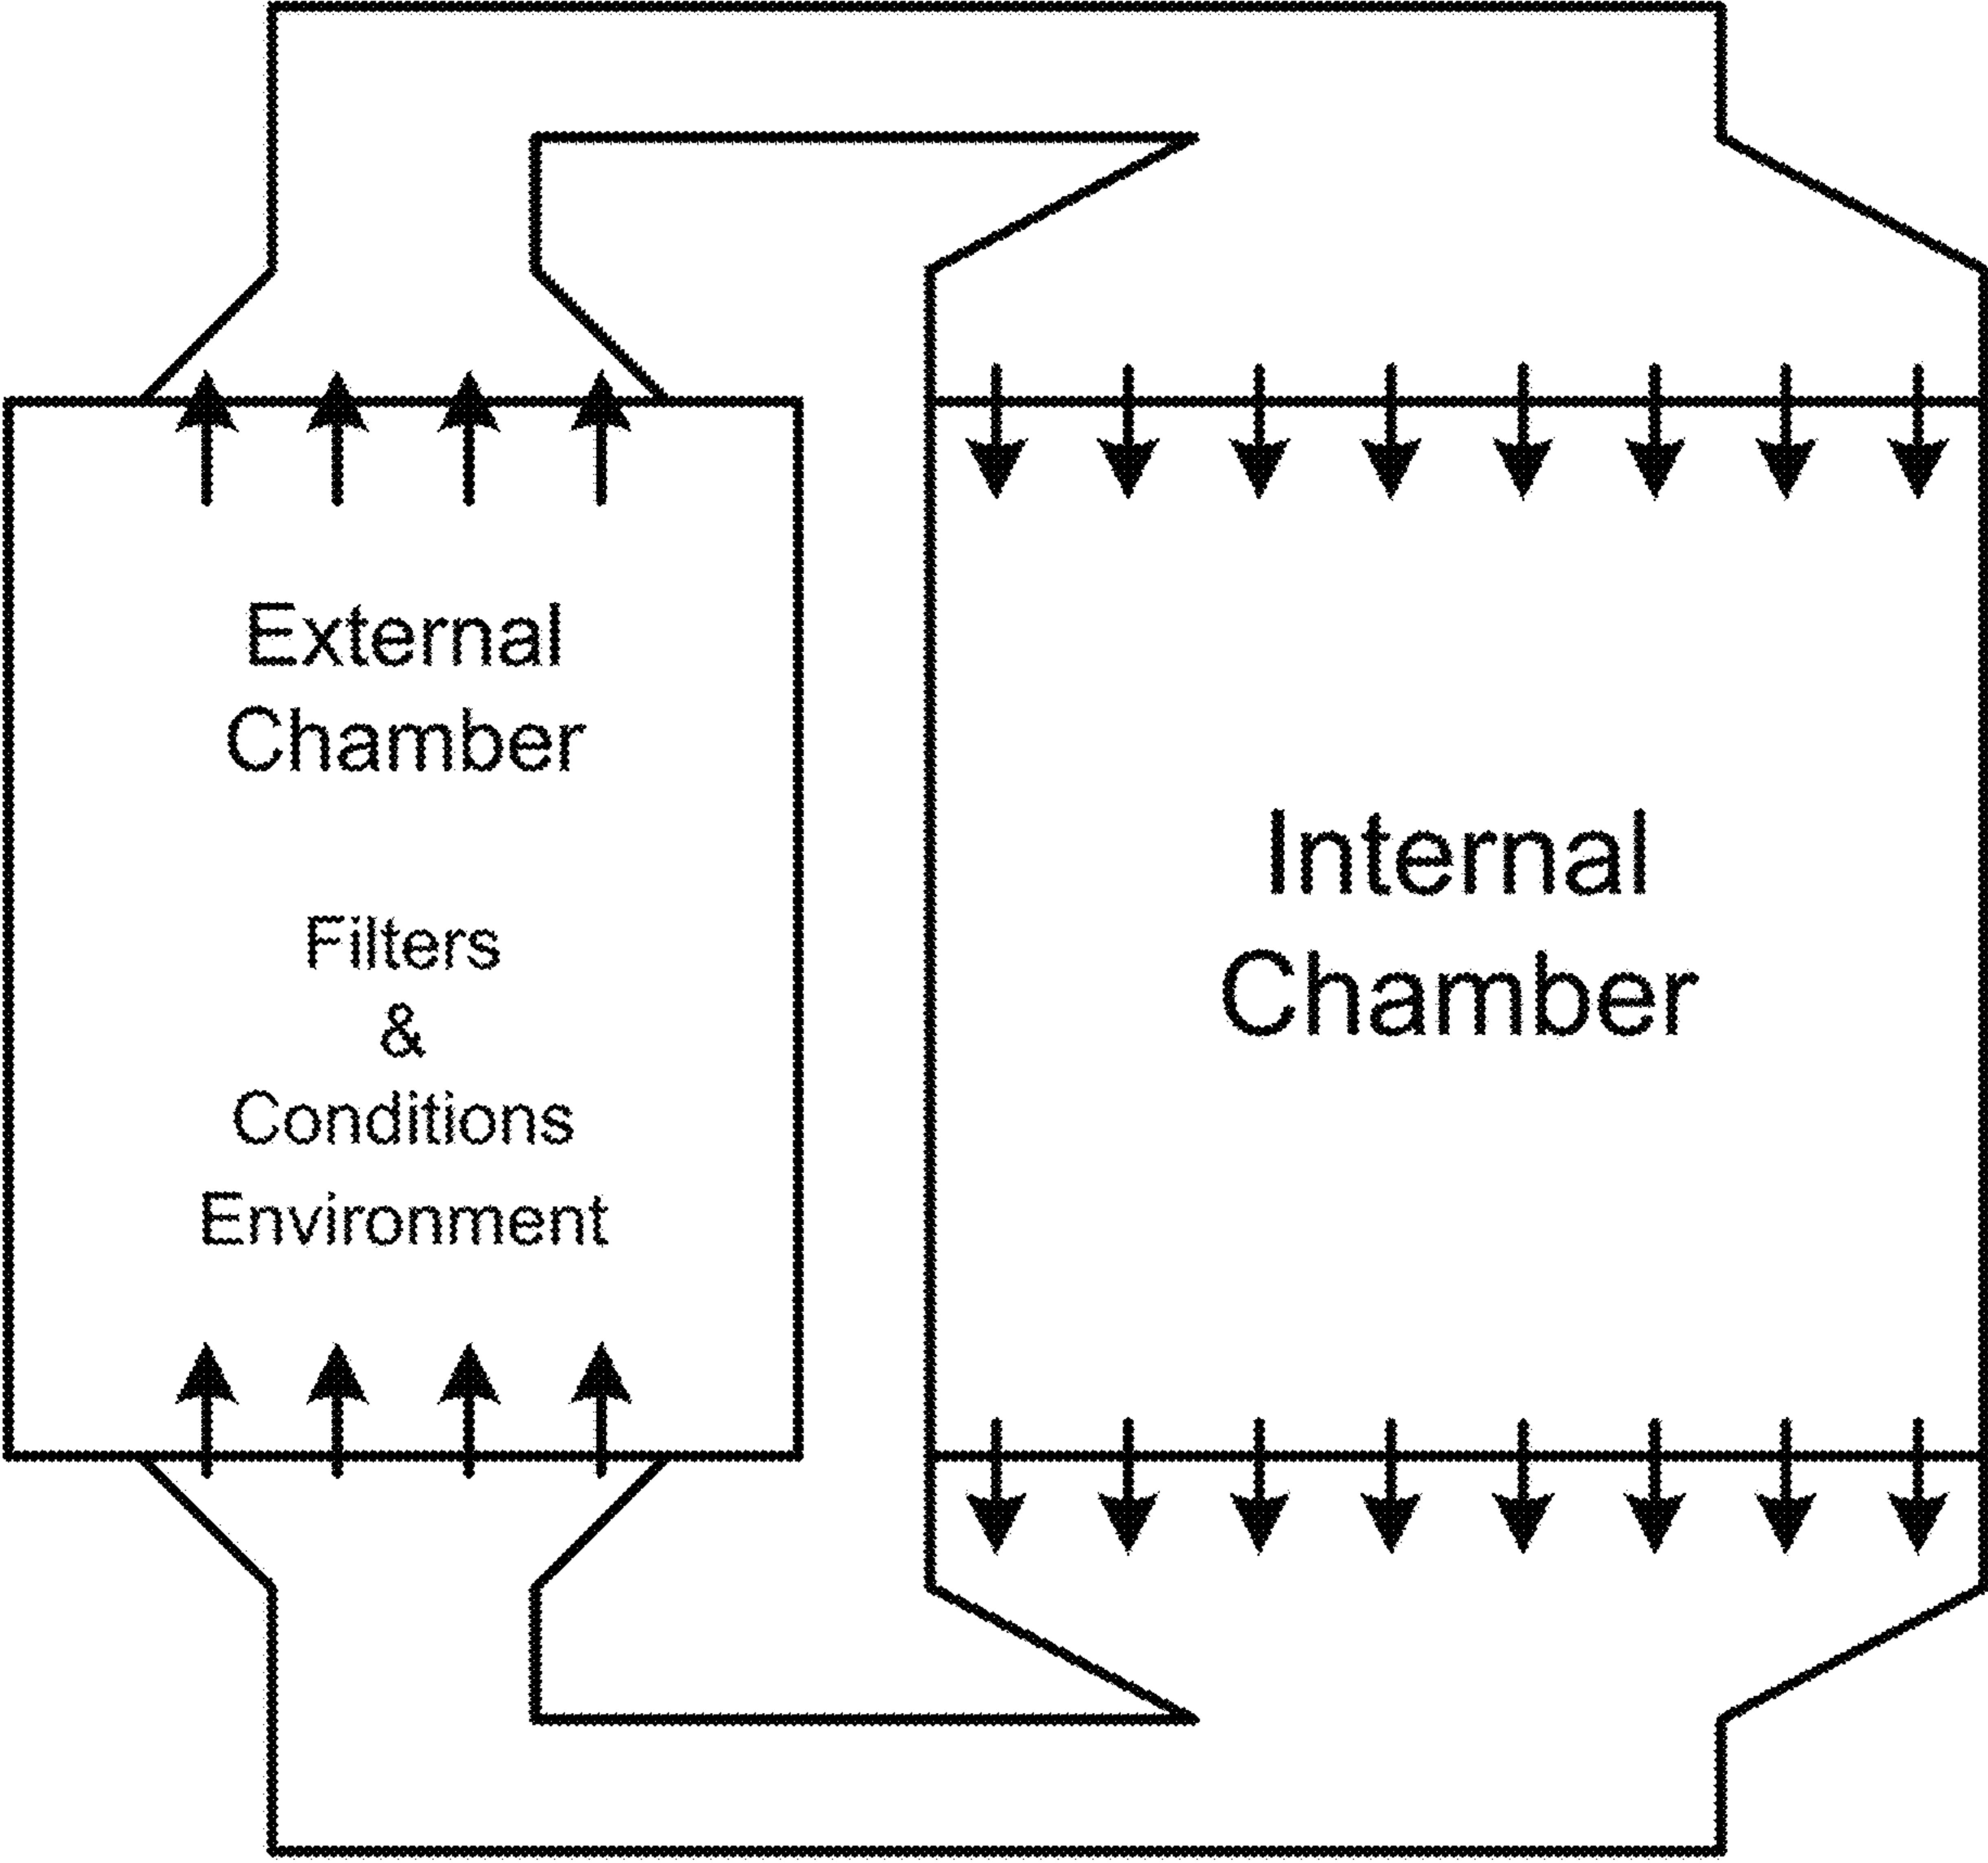 External
Chamber
Filters
&
Conditions
Environment
Internal
Chamber